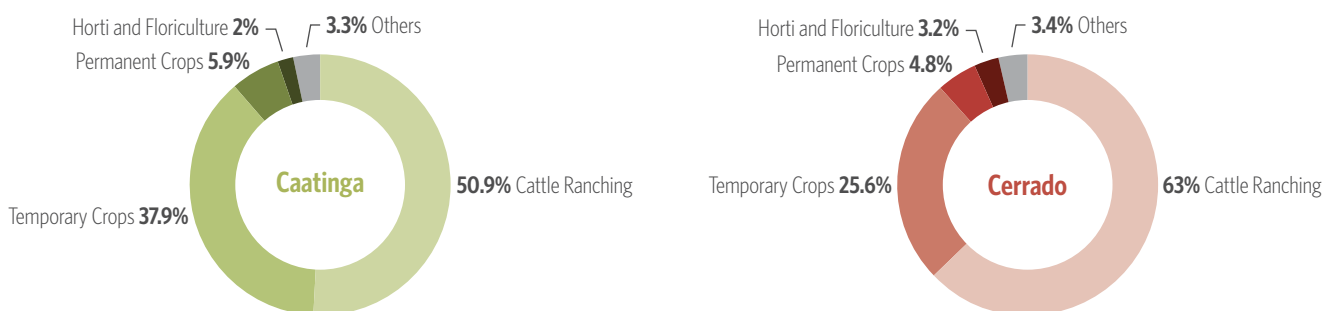 Horti and Floriculture 2%
3.3% Others
Permanent Crops 5.9%
Caatinga
50.9% Cattle Ranching
Temporary Crops 37.9%
Horti and Floriculture 3.2%
3.4% Others
Permanent Crops 4.8%
Temporary Crops 25.6%
Cerrado
63% Cattle Ranching